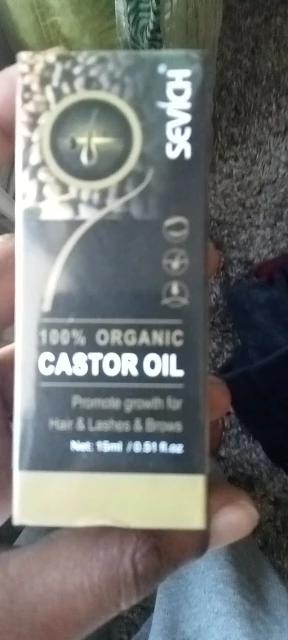 SEVICH®
100% ORGANIC
CASTOR OIL
Promote growth for
Hair & Lashes & Brows
Net: 15ml / 0.51 fl.oz